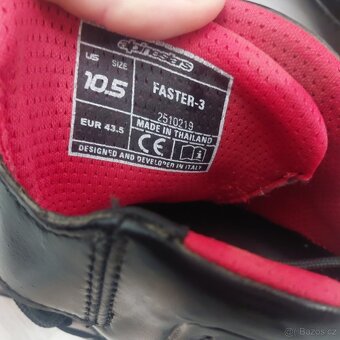 alpinestars
US SIZE
10.5
FASTER-3
2510219
EUR 43.5
MADE IN THAILAND
CE
DESIGNED AND DEVELOPED IN ITALY
Bazoš.cz